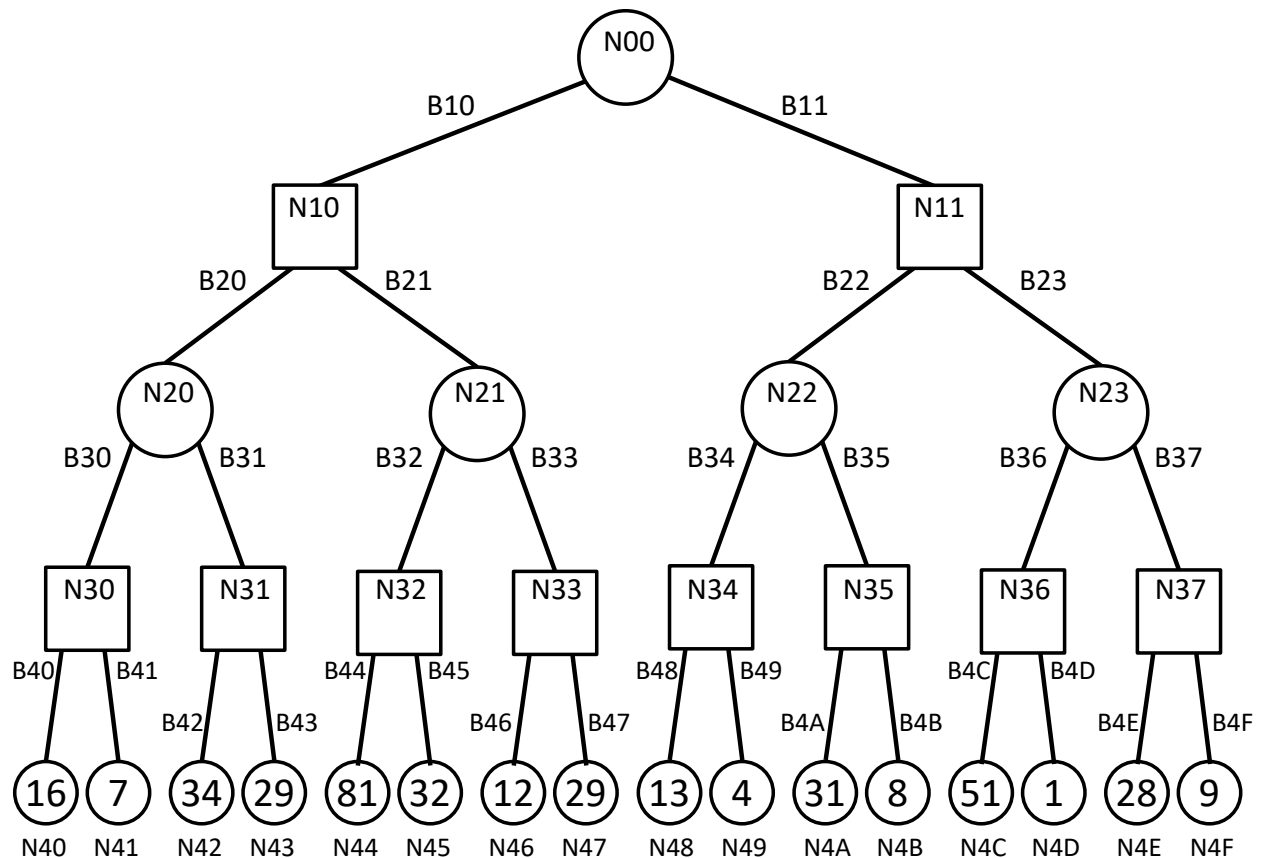 N00
B10 B11
N10 N11
B20 B21 B22 B23
N20 N21 N22 N23
B30 B31 B32 B33 B34 B35 B36 B37
N30 N31 N32 N33 N34 N35 N36 N37
B40 B41 B44 B45 B48 B49 B4C B4D
B42 B43 B46 B47 B4A B4B B4E B4F
16 7 34 29 81 32 12 29 13 4 31 8 51 1 28 9
N40 N41 N42 N43 N44 N45 N46 N47 N48 N49 N4A N4B N4C N4D N4E N4F